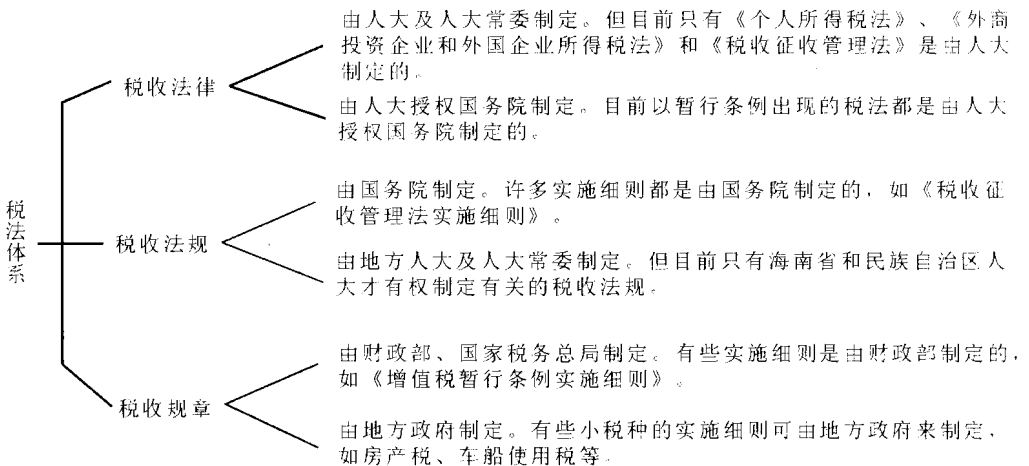 由人大及人大常委制定。但目前只有《个人所得税法》、《外商
投资企业和外国企业所得税法》和《税收征收管理法》是由人大
制定的。
税收法律
由人大授权国务院制定。目前以暂行条例出现的税法都是由人大
授权国务院制定的。
由国务院制定。许多实施细则都是由国务院制定的，如《税收征
收管理法实施细则》。
税法体系
税收法规
由地方人大及人大常委制定。但目前只有海南省和民族自治区人
大才有权制定有关的税收法规。
由财政部、国家税务总局制定。有些实施细则是由财政部制定的，
如《增值税暂行条例实施细则》。
税收规章
由地方政府制定。有些小税种的实施细则可由地方政府来制定，
如房产税、车船使用税等。